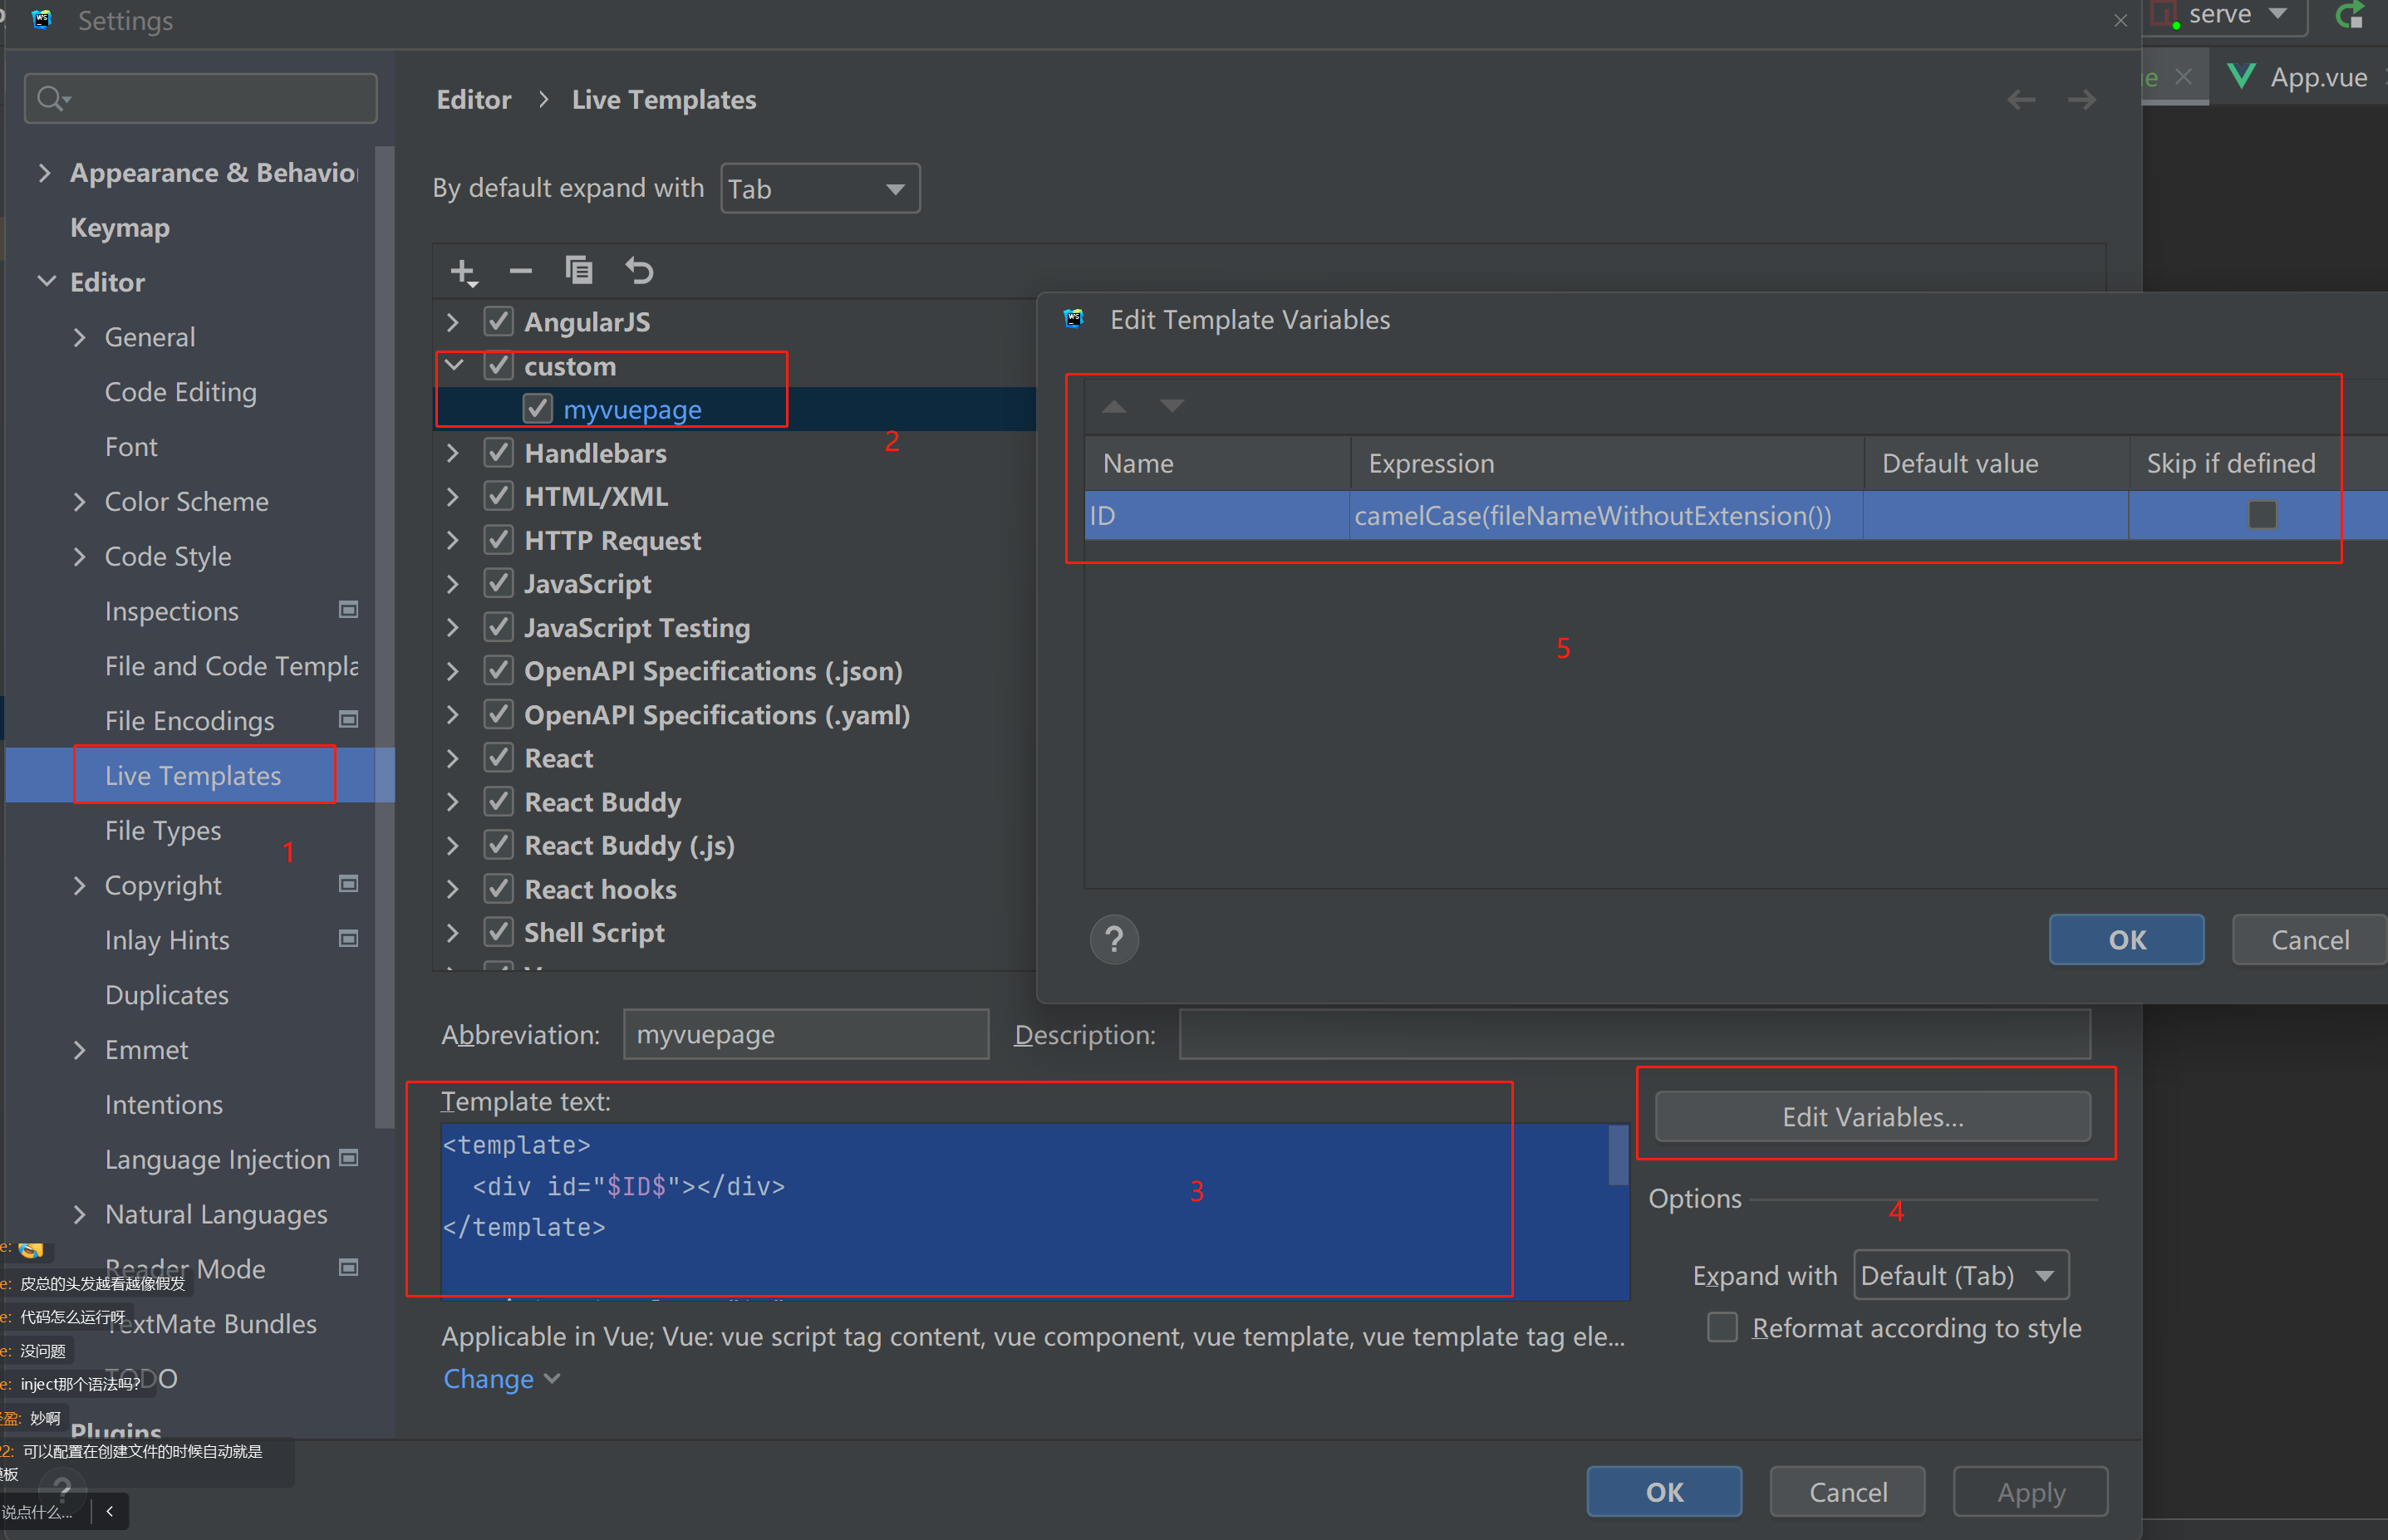 Settings
serve
App.vue
Editor > Live Templates
By default expand with
Tab
Appearance & Behavior
Keymap
Editor
General
Code Editing
Font
Color Scheme
Code Style
Inspections
File and Code Templa
File Encodings
Live Templates
File Types
1
Copyright
Inlay Hints
Duplicates
Emmet
Intentions
Language Injection
Natural Languages
Reader Mode
TextMate Bundles
TODO
Plugins
AngularJS
custom
myvuepage
2
Handlebars
HTML/XML
HTTP Request
JavaScript
JavaScript Testing
OpenAPI Specifications (.json)
OpenAPI Specifications (.yaml)
React
React Buddy
React Buddy (.js)
React hooks
Shell Script
Edit Template Variables
Name Expression Default value Skip if defined
ID camelCase(fileNameWithoutExtension())
5
?
OK Cancel
Abbreviation: myvuepage Description:
Template text:
<template>
<div id="$ID$"></div>
</template>
3
Edit Variables...
Options
4
Expand with Default (Tab)
Reformat according to style
Applicable in Vue; Vue: vue script tag content, vue component, vue template, vue template tag ele...
Change
e:
e: 皮总的头发越看越像假发
e: 代码怎么运行呀
e: 没问题
e: inject那个语法吗?
盈: 妙啊
22: 可以配置在创建文件的时候自动就是
模板
?
说点什么...
OK Cancel Apply